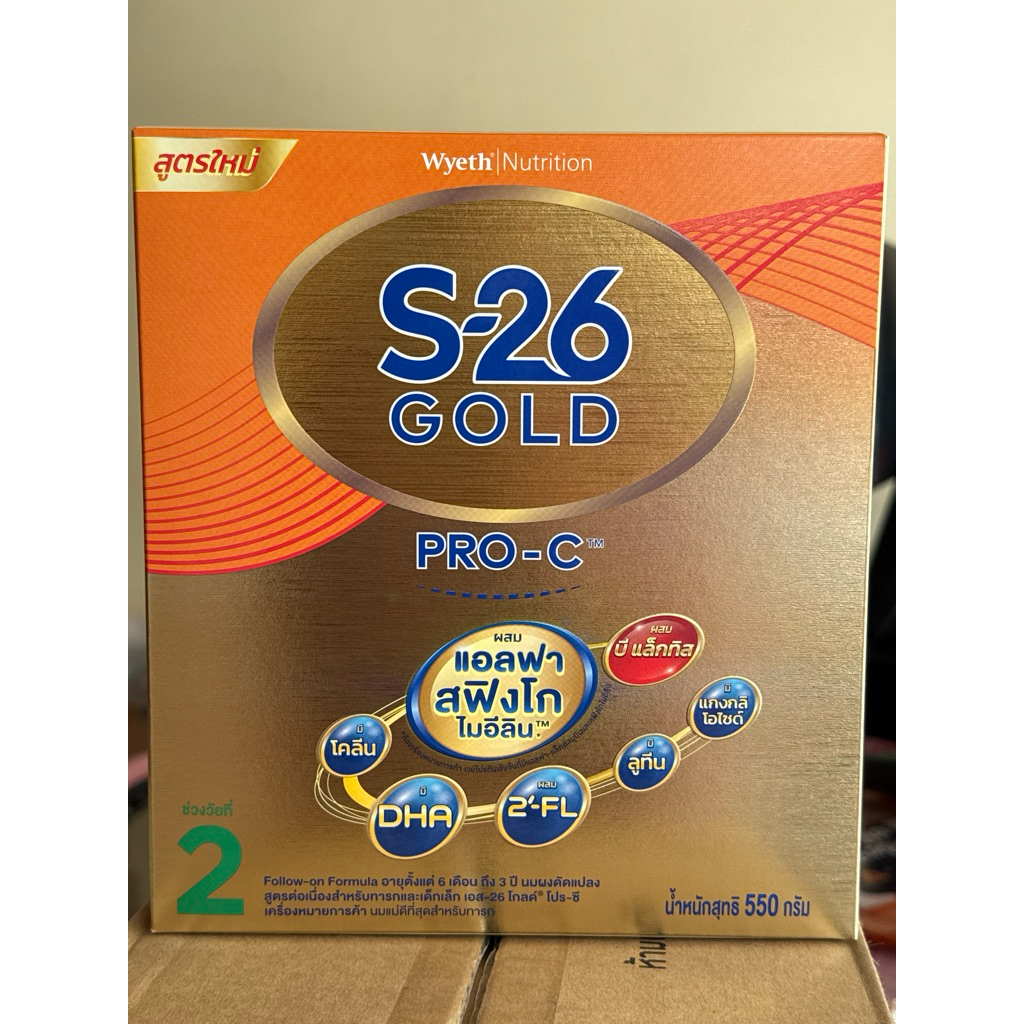 สูตรใหม่
Wyeth® | Nutrition
S-26
GOLD
PRO-C™
ผสม
แอลฟา
สฟิงโก
ไมอีลิน™
ผสม
บี แล็กทิส
มี
แกงกลิ
โอไซด์
มี
ลูทีน
ผสม
2'-FL
มี
DHA
มี
โคลีน
ช่วงวัยที่
2
Follow-on Formula อายุตั้งแต่ 6 เดือน ถึง 3 ปี นมผงดัดแปลง
สูตรต่อเนื่องสำหรับทารกและเด็กเล็ก เอส-26 โกลด์® โปร-ซี
เครื่องหมายการค้า นมแม่ดีที่สุดสำหรับทารก
น้ำหนักสุทธิ 550 กรัม